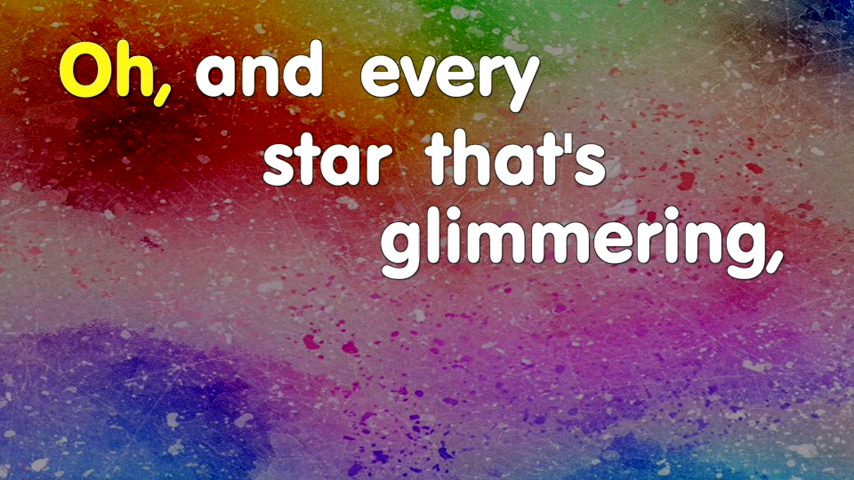 Oh, and every
star that's
glimmering,